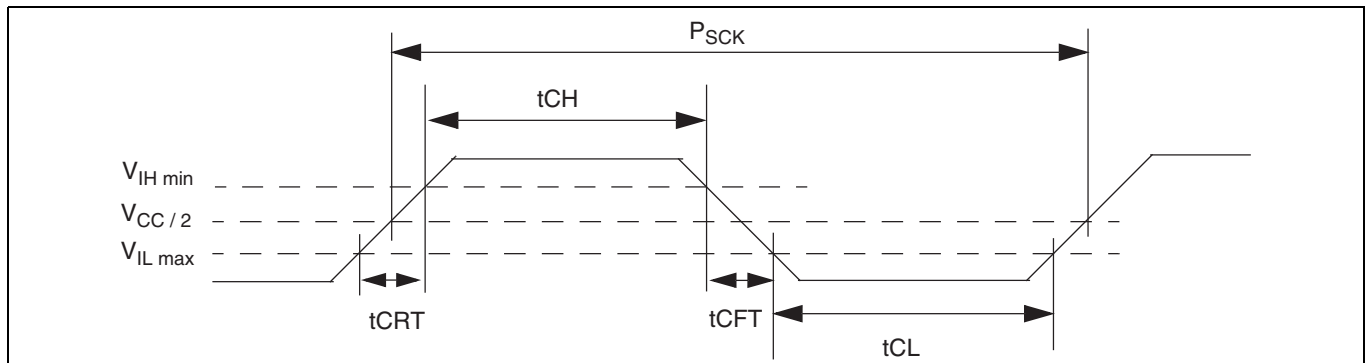 PSCK
tCH
VIH min
VCC / 2
VIL max
tCRT
tCFT
tCL